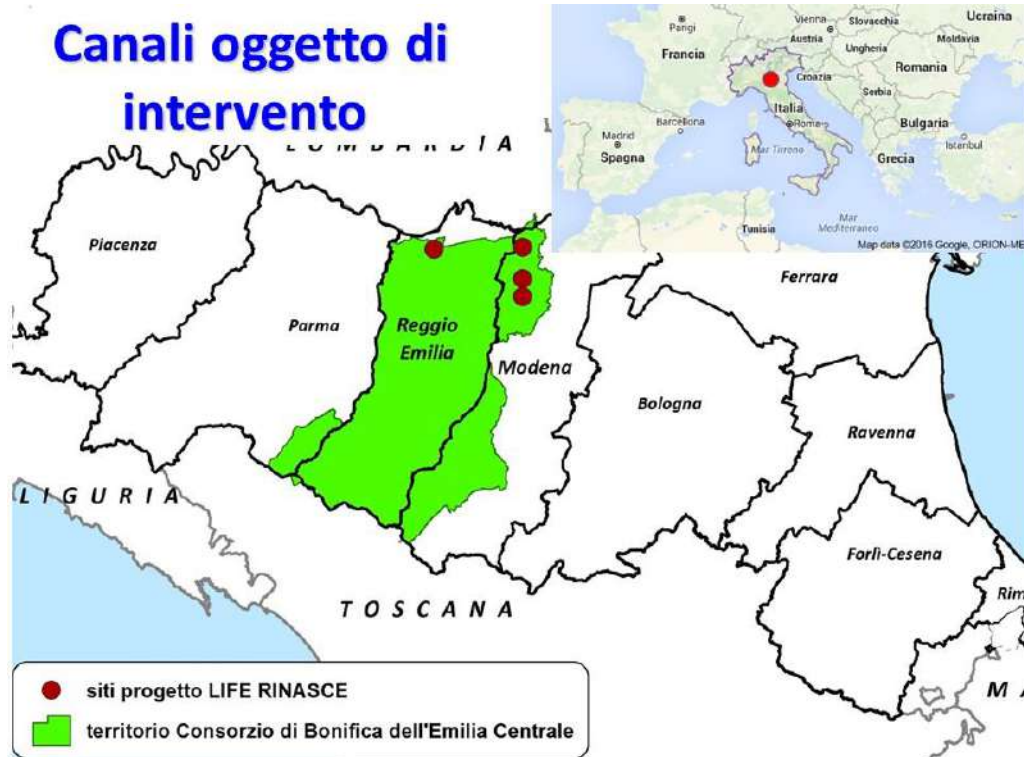 Canali oggetto di
intervento
LOMBARDIA
Piacenza
Parma
Reggio
Emilia
Modena
Bologna
Ferrara
Ravenna
Forlì-Cesena
Rim
LIGURIA
TOSCANA
MA
Parigi
Francia
Vienna
Austria
Slovacchia
Ucraina
Ungheria
Moldavia
Croazia
Romania
Serbia
Italia
Roma
Bulgaria
Barcellona
Madrid
Spagna
Mar Tirreno
Istanbul
Grecia
Tunisia
Mar
Mediterraneo
Map data ©2016 Google, ORION-ME
siti progetto LIFE RINASCE
territorio Consorzio di Bonifica dell'Emilia Centrale